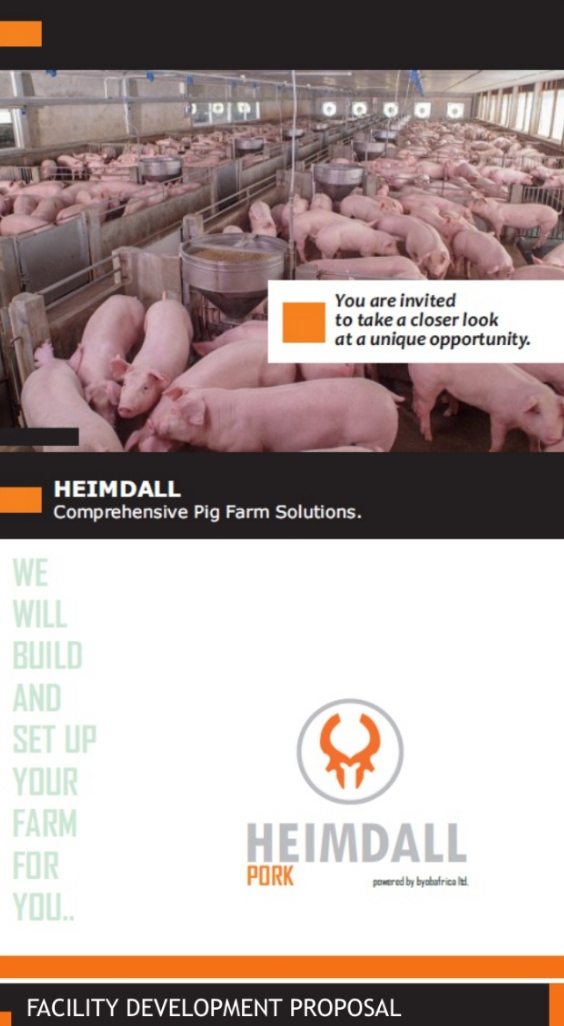 You are invited
to take a closer look
at a unique opportunity.
HEIMDALL
Comprehensive Pig Farm Solutions.
WE
WILL
BUILD
AND
SET UP
YOUR
FARM
FOR
YOU..
HEIMDALL
PORK
powered by byobafrica ltd.
FACILITY DEVELOPMENT PROPOSAL